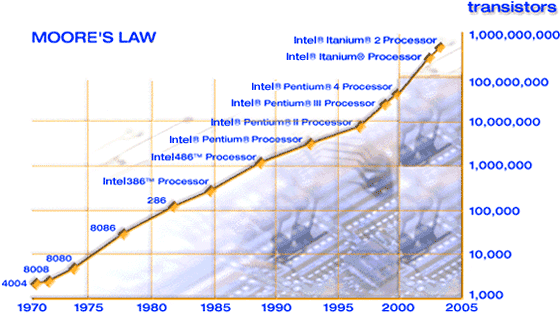 transistors
MOORE'S LAW
1,000,000,000
Intel® Itanium® 2 Processor
Intel® Itanium® Processor
100,000,000
Intel® Pentium® 4 Processor
Intel® Pentium® III Processor
10,000,000
Intel® Pentium® II Processor
Intel® Pentium® Processor
1,000,000
Intel486™ Processor
Intel386™ Processor
100,000
286
8086
10,000
8080
8008
4004
1,000
1970 1975 1980 1985 1990 1995 2000 2005